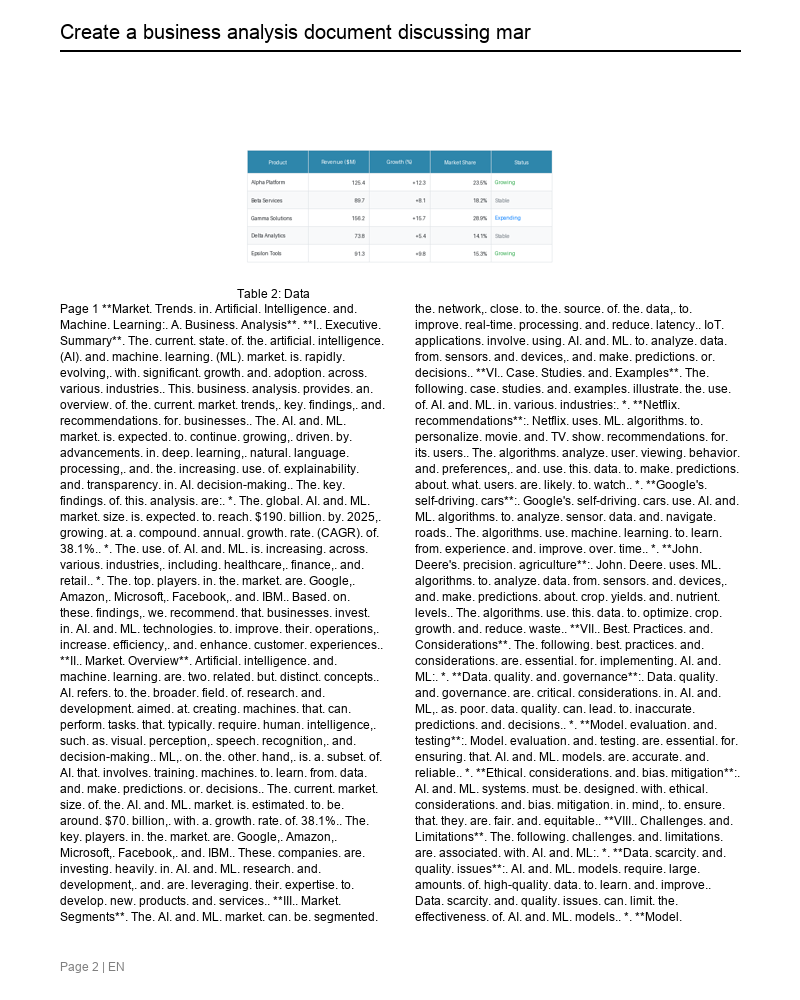 Create a business analysis document discussing mar
Product Revenue ($M) Growth (%) Market Share Status
Alpha Platform 125.4 +12.3 23.5% Growing
Beta Services 89.7 +8.1 18.2% Stable
Gamma Solutions 156.2 +15.7 28.9% Expanding
Delta Analytics 73.8 +5.4 14.1% Stable
Epsilon Tools 91.3 +9.8 15.3% Growing
Table 2: Data
Page 1 **Market. Trends. in. Artificial. Intelligence. and.
Machine. Learning:. A. Business. Analysis**. **I.. Executive.
Summary**. The. current. state. of. the. artificial. intelligence.
(AI). and. machine. learning. (ML). market. is. rapidly.
evolving,. with. significant. growth. and. adoption. across.
various. industries.. This. business. analysis. provides. an.
overview. of. the. current. market. trends,. key. findings,. and.
recommendations. for. businesses.. The. AI. and. ML.
market. is. expected. to. continue. growing,. driven. by.
advancements. in. deep. learning,. natural. language.
processing,. and. the. increasing. use. of. explainability.
and. transparency. in. AI. decision-making.. The. key.
findings. of. this. analysis. are:. *. The. global. AI. and. ML.
market. size. is. expected. to. reach. $190. billion. by. 2025,.
growing. at. a. compound. annual. growth. rate. (CAGR). of.
38.1%.. *. The. use. of. AI. and. ML. is. increasing. across.
various. industries,. including. healthcare,. finance,. and.
retail.. *. The. top. players. in. the. market. are. Google,.
Amazon,. Microsoft,. Facebook,. and. IBM.. Based. on.
these. findings,. we. recommend. that. businesses. invest.
in. AI. and. ML. technologies. to. improve. their. operations,.
increase. efficiency,. and. enhance. customer. experiences..
**II.. Market. Overview**. Artificial. intelligence. and.
machine. learning. are. two. related. but. distinct. concepts..
AI. refers. to. the. broader. field. of. research. and.
development. aimed. at. creating. machines. that. can.
perform. tasks. that. typically. require. human. intelligence,.
such. as. visual. perception,. speech. recognition,. and.
decision-making.. ML,. on. the. other. hand,. is. a. subset. of.
AI. that. involves. training. machines. to. learn. from. data.
and. make. predictions. or. decisions.. The. current. market.
size. of. the. AI. and. ML. market. is. estimated. to. be.
around. $70. billion,. with. a. growth. rate. of. 38.1%.. The.
key. players. in. the. market. are. Google,. Amazon,.
Microsoft,. Facebook,. and. IBM.. These. companies. are.
investing. heavily. in. AI. and. ML. research. and.
development,. and. are. leveraging. their. expertise. to.
develop. new. products. and. services.. **III.. Market.
Segments**. The. AI. and. ML. market. can. be. segmented.
the. network,. close. to. the. source. of. the. data,. to.
improve. real-time. processing. and. reduce. latency.. IoT.
applications. involve. using. AI. and. ML. to. analyze. data.
from. sensors. and. devices,. and. make. predictions. or.
decisions.. **VI.. Case. Studies. and. Examples**. The.
following. case. studies. and. examples. illustrate. the. use.
of. AI. and. ML. in. various. industries:. *. **Netflix.
recommendations**:. Netflix. uses. ML. algorithms. to.
personalize. movie. and. TV. show. recommendations. for.
its. users.. The. algorithms. analyze. user. viewing. behavior.
and. preferences,. and. use. this. data. to. make. predictions.
about. what. users. are. likely. to. watch.. *. **Google's.
self-driving. cars**:. Google's. self-driving. cars. use. AI. and.
ML. algorithms. to. analyze. sensor. data. and. navigate.
roads.. The. algorithms. use. machine. learning. to. learn.
from. experience. and. improve. over. time.. *. **John.
Deere's. precision. agriculture**:. John. Deere. uses. ML.
algorithms. to. analyze. data. from. sensors. and. devices,.
and. make. predictions. about. crop. yields. and. nutrient.
levels.. The. algorithms. use. this. data. to. optimize. crop.
growth. and. reduce. waste.. **VII.. Best. Practices. and.
Considerations**. The. following. best. practices. and.
considerations. are. essential. for. implementing. AI. and.
ML:. *. **Data. quality. and. governance**:. Data. quality.
and. governance. are. critical. considerations. in. AI. and.
ML,. as. poor. data. quality. can. lead. to. inaccurate.
predictions. and. decisions.. *. **Model. evaluation. and.
testing**:. Model. evaluation. and. testing. are. essential. for.
ensuring. that. AI. and. ML. models. are. accurate. and.
reliable.. *. **Ethical. considerations. and. bias. mitigation**:.
AI. and. ML. systems. must. be. designed. with. ethical.
considerations. and. bias. mitigation. in. mind,. to. ensure.
that. they. are. fair. and. equitable.. **VIII.. Challenges. and.
Limitations**. The. following. challenges. and. limitations.
are. associated. with. AI. and. ML:. *. **Data. scarcity. and.
quality. issues**:. AI. and. ML. models. require. large.
amounts. of. high-quality. data. to. learn. and. improve..
Data. scarcity. and. quality. issues. can. limit. the.
effectiveness. of. AI. and. ML. models.. *. **Model.
Page 2 | EN